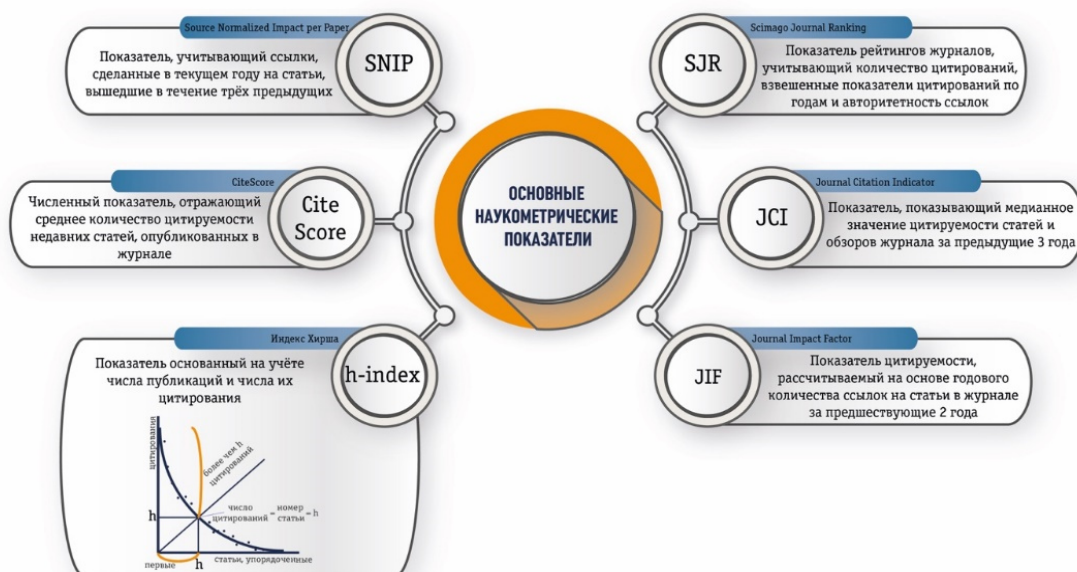 Source Normalized Impact per Paper
SNIP
Показатель, учитывающий ссылки,
сделанные в текущем году на статьи,
вышедшие в течение трёх предыдущих
CiteScore
Cite
Score
Численный показатель, отражающий
среднее количество цитируемости
недавних статей, опубликованных в
журнале
Индекс Хирша
h-index
Показатель основанный на учёте
числа публикаций и числа их
цитирования
цитирования
более чем h
цитирований
число
цитирований
=
номер
статьи
= h
h
h
первые
статьи, упорядоченные
ОСНОВНЫЕ
НАУКОМЕТРИЧЕСКИЕ
ПОКАЗАТЕЛИ
Scimago Journal Ranking
SJR
Показатель рейтингов журналов,
учитывающий количество цитирований,
взвешенные показатели цитирований по
годам и авторитетность ссылок
Journal Citation Indicator
JCI
Показатель, показывающий медианное
значение цитируемости статей и
обзоров журнала за предыдущие 3 года
Journal Impact Factor
JIF
Показатель цитируемости,
рассчитываемый на основе годового
количества ссылок на статьи в журнале
за предшествующие 2 года